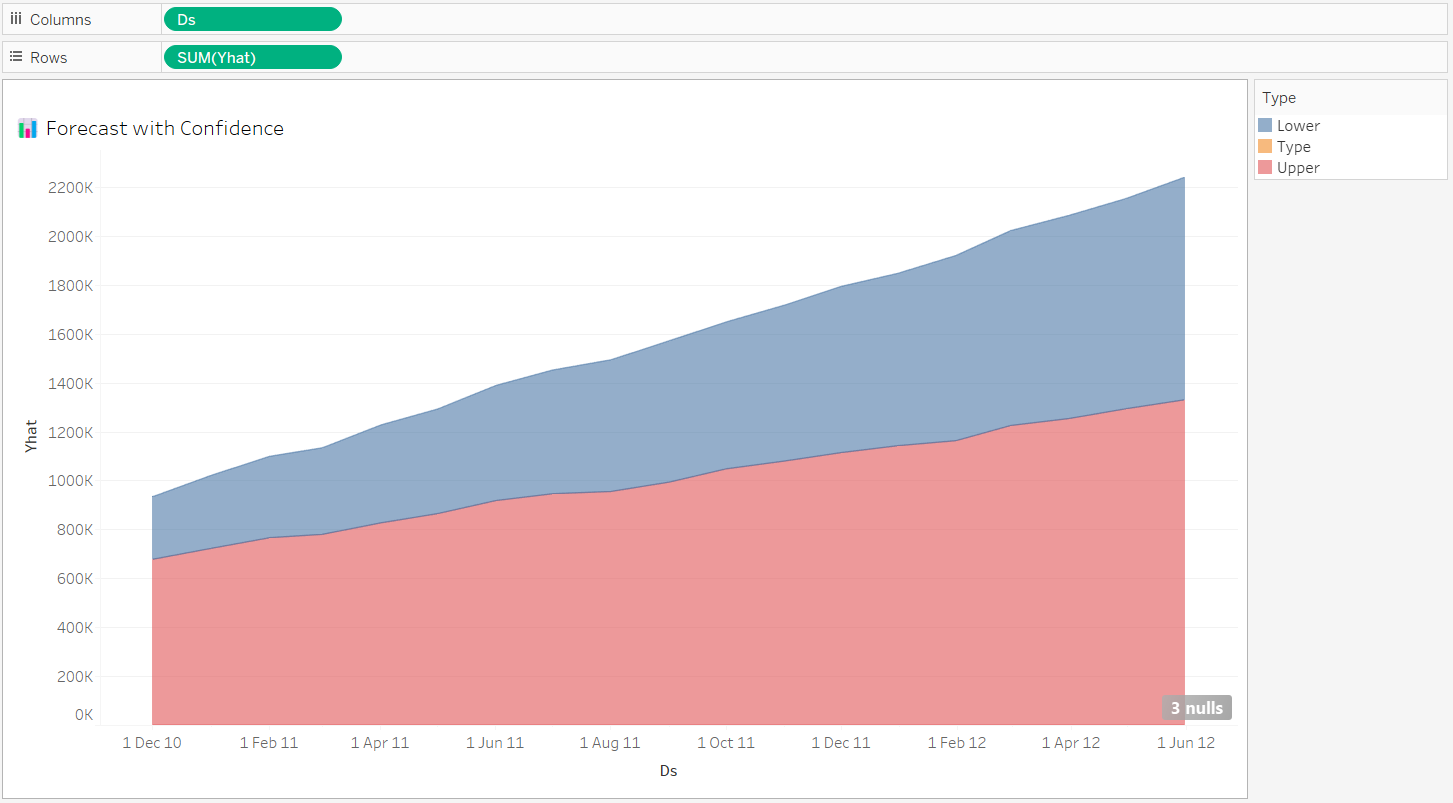 Columns
Ds
Rows
SUM(Yhat)
Forecast with Confidence
Type
Lower
Type
Upper
Yhat
2200K
2000K
1800K
1600K
1400K
1200K
1000K
800K
600K
400K
200K
0K
3 nulls
1 Dec 10 1 Feb 11 1 Apr 11 1 Jun 11 1 Aug 11 1 Oct 11 1 Dec 11 1 Feb 12 1 Apr 12 1 Jun 12
Ds